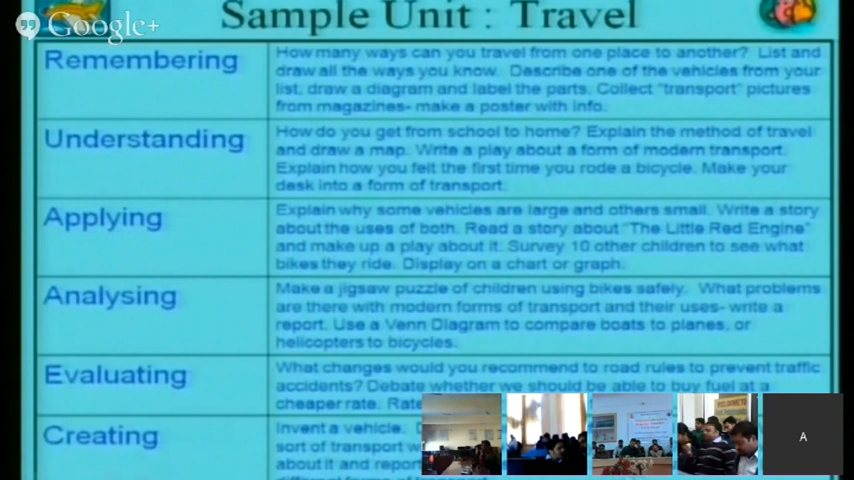 Google+
Sample Unit : Travel
Remembering
How many ways can you travel from one place to another? List and
draw all the ways you know. Describe one of the vehicles from your
list, draw a diagram and label the parts. Collect "transport" pictures
from magazines- make a poster with info.
Understanding
How do you get from school to home? Explain the method of travel
and draw a map. Write a play about a form of modern transport.
Explain how you felt the first time you rode a bicycle. Make your
desk into a form of transport.
Applying
Explain why some vehicles are large and others small. Write a story
about the uses of both. Read a story about "The Little Red Engine"
and make up a play about it. Survey 10 other children to see what
bikes they ride. Display on a chart or graph.
Analysing
Make a jigsaw puzzle of children using bikes safely. What problems
are there with modern forms of transport and their uses- write a
report. Use a Venn Diagram to compare boats to planes, or
helicopters to bicycles.
Evaluating
What changes would you recommend to road rules to prevent traffic
accidents? Debate whether we should be able to buy fuel at a
cheaper rate. Rate
Creating
Invent a vehicle.
sort of transport
about it and report
different forms of transport
A